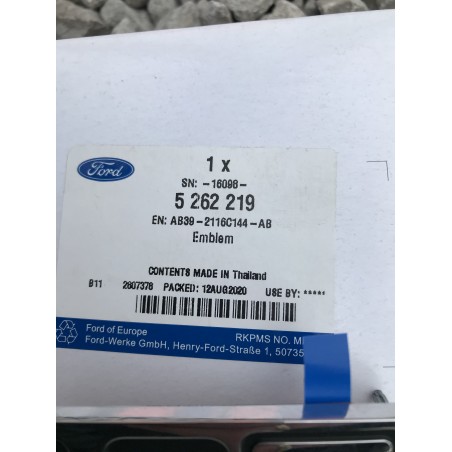 Ford
1 x
SN: -16098-
5 262 219
EN: AB39-2116C144-AB
Emblem
CONTENTS MADE IN Thailand
B11 2807378 PACKED: 12AUG2020 USE BY: *****
Ford of Europe RKPMS NO.
Ford-Werke GmbH, Henry-Ford-Straße 1, 50735